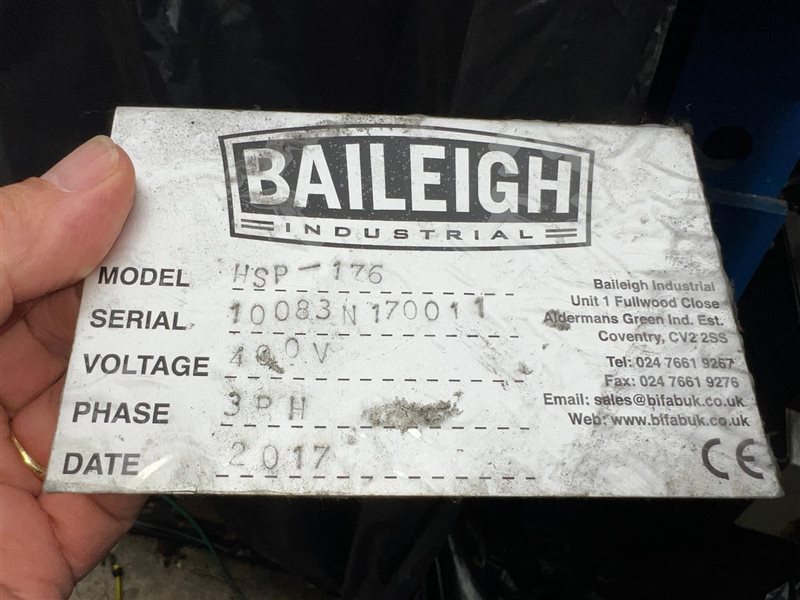 BAILEIGH
INDUSTRIAL
MODEL HSP-176
SERIAL 10083N170011
VOLTAGE 400V
PHASE 3PH
DATE 2017
Baileigh Industrial
Unit 1 Fullwood Close
Aldermans Green Ind. Est.
Coventry, CV2 2SS
Tel: 024 7661 9267
Fax: 024 7661 9276
Email: sales@bifabuk.co.uk
Web: www.bifabuk.co.uk
CE